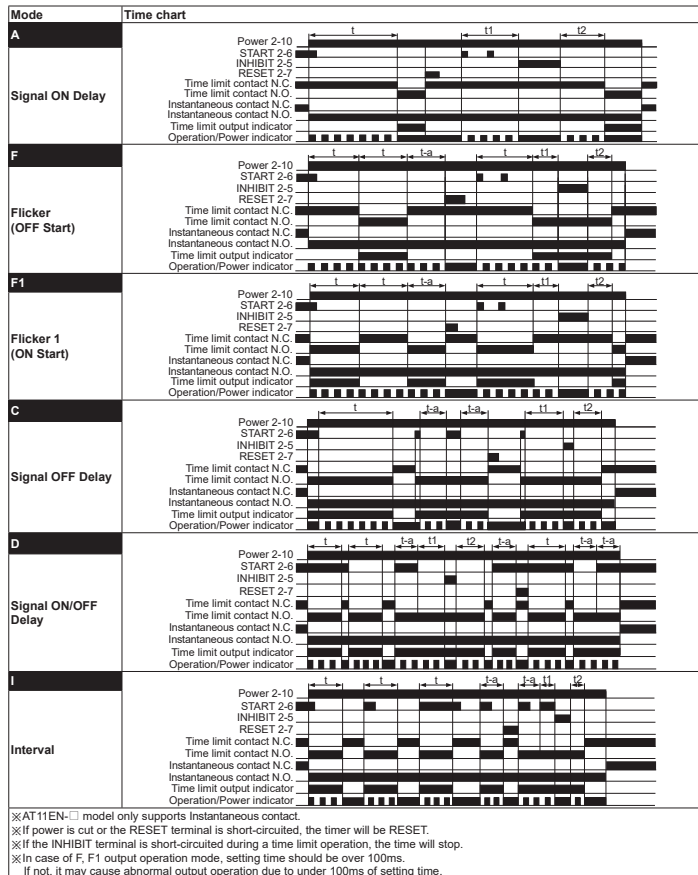 Mode Time chart
A
t t1 t2
Signal ON Delay
Power 2-10
START 2-6
INHIBIT 2-5
RESET 2-7
Time limit contact N.C.
Time limit contact N.O.
Instantaneous contact N.C.
Instantaneous contact N.O.
Time limit output indicator
Operation/Power indicator
F
t t t-a t t1 t2
Flicker
(OFF Start)
Power 2-10
START 2-6
INHIBIT 2-5
RESET 2-7
Time limit contact N.C.
Time limit contact N.O.
Instantaneous contact N.C.
Instantaneous contact N.O.
Time limit output indicator
Operation/Power indicator
F1
t t t-a t t1 t2
Flicker 1
(ON Start)
Power 2-10
START 2-6
INHIBIT 2-5
RESET 2-7
Time limit contact N.C.
Time limit contact N.O.
Instantaneous contact N.C.
Instantaneous contact N.O.
Time limit output indicator
Operation/Power indicator
C
t t-a t-a t1 t2
Signal OFF Delay
Power 2-10
START 2-6
INHIBIT 2-5
RESET 2-7
Time limit contact N.C.
Time limit contact N.O.
Instantaneous contact N.C.
Instantaneous contact N.O.
Time limit output indicator
Operation/Power indicator
D
t t t-a t1 t2 t-a t t-a t-a
Signal ON/OFF
Delay
Power 2-10
START 2-6
INHIBIT 2-5
RESET 2-7
Time limit contact N.C.
Time limit contact N.O.
Instantaneous contact N.C.
Instantaneous contact N.O.
Time limit output indicator
Operation/Power indicator
I
t t t t-a t-a t1 t2
Interval
Power 2-10
START 2-6
INHIBIT 2-5
RESET 2-7
Time limit contact N.C.
Time limit contact N.O.
Instantaneous contact N.C.
Instantaneous contact N.O.
Time limit output indicator
Operation/Power indicator
※AT11EN-□ model only supports Instantaneous contact.
※If power is cut or the RESET terminal is short-circuited, the timer will be RESET.
※If the INHIBIT terminal is short-circuited during a time limit operation, the time will stop.
※In case of F, F1 output operation mode, setting time should be over 100ms.
If not, it may cause abnormal output operation due to under 100ms of setting time.